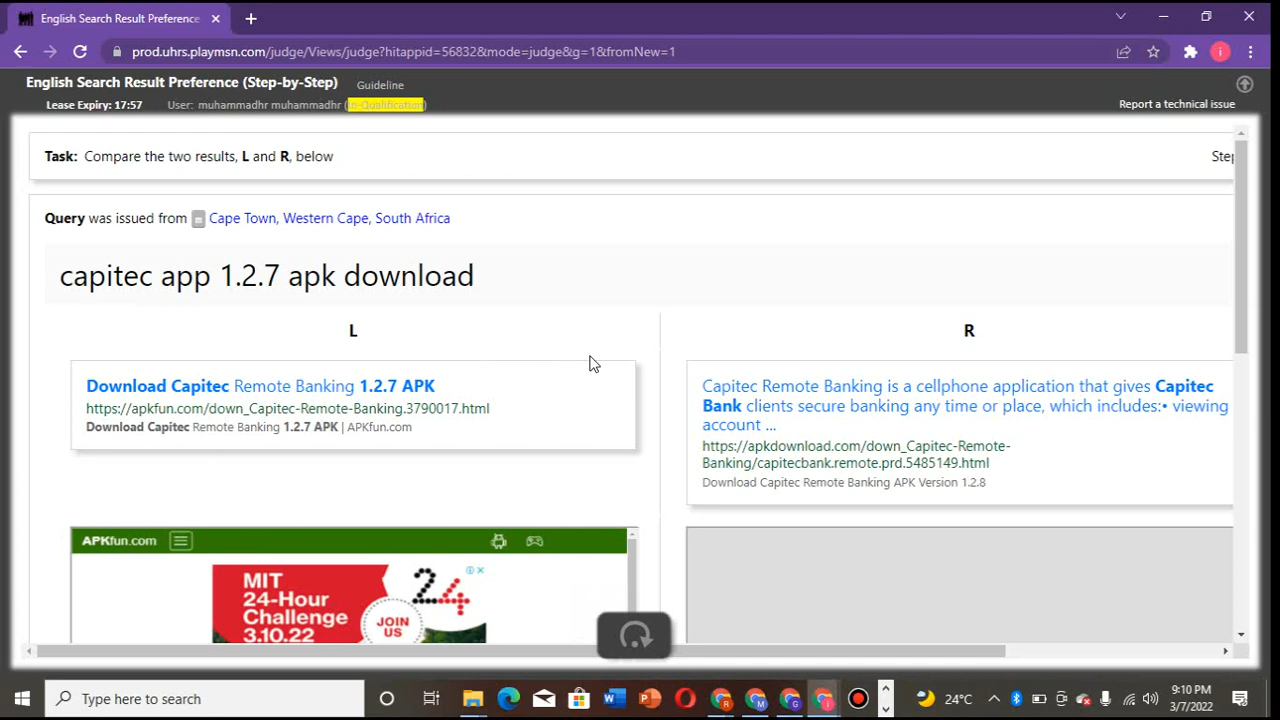 English Search Result Preference
prod.uhrs.playmsn.com/judge/Views/judge?hitappid=56832&mode=judge&g=1&fromNew=1
English Search Result Preference (Step-by-Step) Guideline
Lease Expiry: 17:57 User: muhammadhr muhammadhr (In-Qualification)
Report a technical issue
Task: Compare the two results, L and R, below
Step
Query was issued from Cape Town, Western Cape, South Africa
capitec app 1.2.7 apk download
L
Download Capitec Remote Banking 1.2.7 APK
https://apkfun.com/down_Capitec-Remote-Banking.3790017.html
Download Capitec Remote Banking 1.2.7 APK | APKfun.com
APKfun.com
MIT
24-Hour
Challenge
3.10.22
24
JOIN
US
R
Capitec Remote Banking is a cellphone application that gives Capitec
Bank clients secure banking any time or place, which includes:• viewing
account ...
https://apkdownload.com/down_Capitec-Remote-
Banking/capitecbank.remote.prd.5485149.html
Download Capitec Remote Banking APK Version 1.2.8
Type here to search
24°C
9:10 PM
3/7/2022